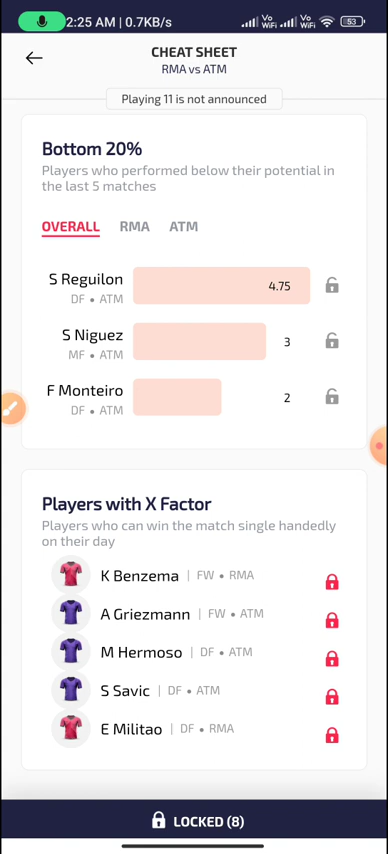 2:25 AM | 0.7KB/s Vo WiFi Vo WiFi 53
CHEAT SHEET
RMA vs ATM
Playing 11 is not announced
Bottom 20%
Players who performed below their potential in
the last 5 matches
OVERALL RMA ATM
S Reguilon 4.75
DF • ATM
S Niguez 3
MF • ATM
F Monteiro 2
DF • ATM
Players with X Factor
Players who can win the match single handedly
on their day
K Benzema | FW • RMA
A Griezmann | FW • ATM
M Hermoso | DF • ATM
S Savic | DF • ATM
E Militao | DF • RMA
LOCKED (8)